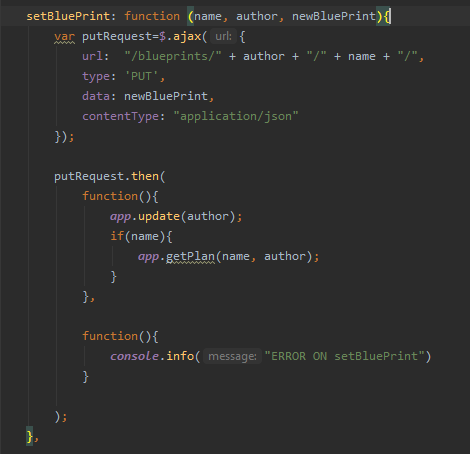 setBluePrint: function (name, author, newBluePrint){
    var putRequest=$.ajax( url: {
        url:  "/blueprints/" + author + "/" + name + "/",
        type: 'PUT',
        data: newBluePrint,
        contentType: "application/json"
    });
    putRequest.then(
        function(){
            app.update(author);
            if(name){
                app.getPlan(name, author);
            }
        },
        function(){
            console.info( message: "ERROR ON setBluePrint")
        }
    );
},